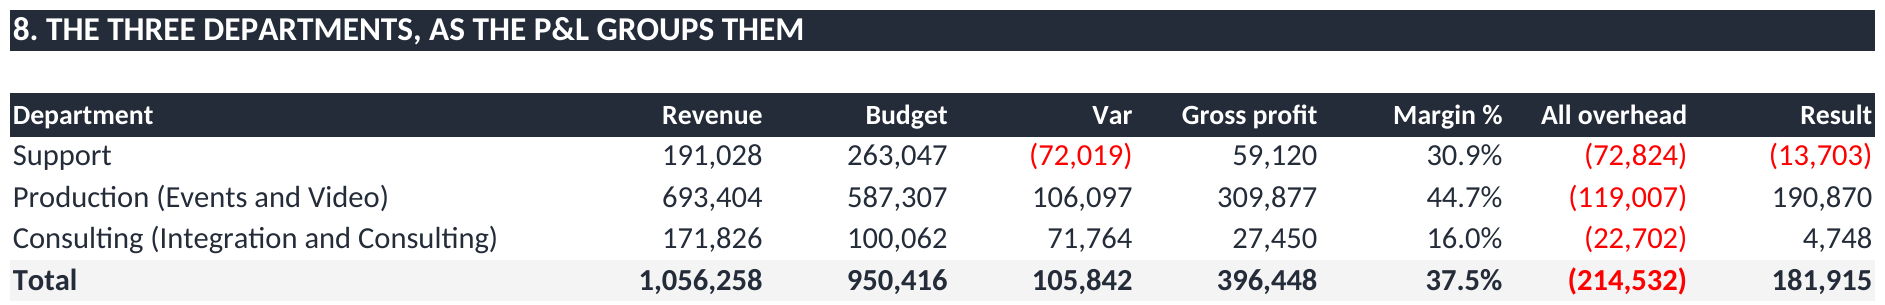 8. THE THREE DEPARTMENTS, AS THE P&L GROUPS THEM
Department Revenue Budget Var Gross profit Margin % All overhead Result
Support 191,028 263,047 (72,019) 59,120 30.9% (72,824) (13,703)
Production (Events and Video) 693,404 587,307 106,097 309,877 44.7% (119,007) 190,870
Consulting (Integration and Consulting) 171,826 100,062 71,764 27,450 16.0% (22,702) 4,748
Total 1,056,258 950,416 105,842 396,448 37.5% (214,532) 181,915